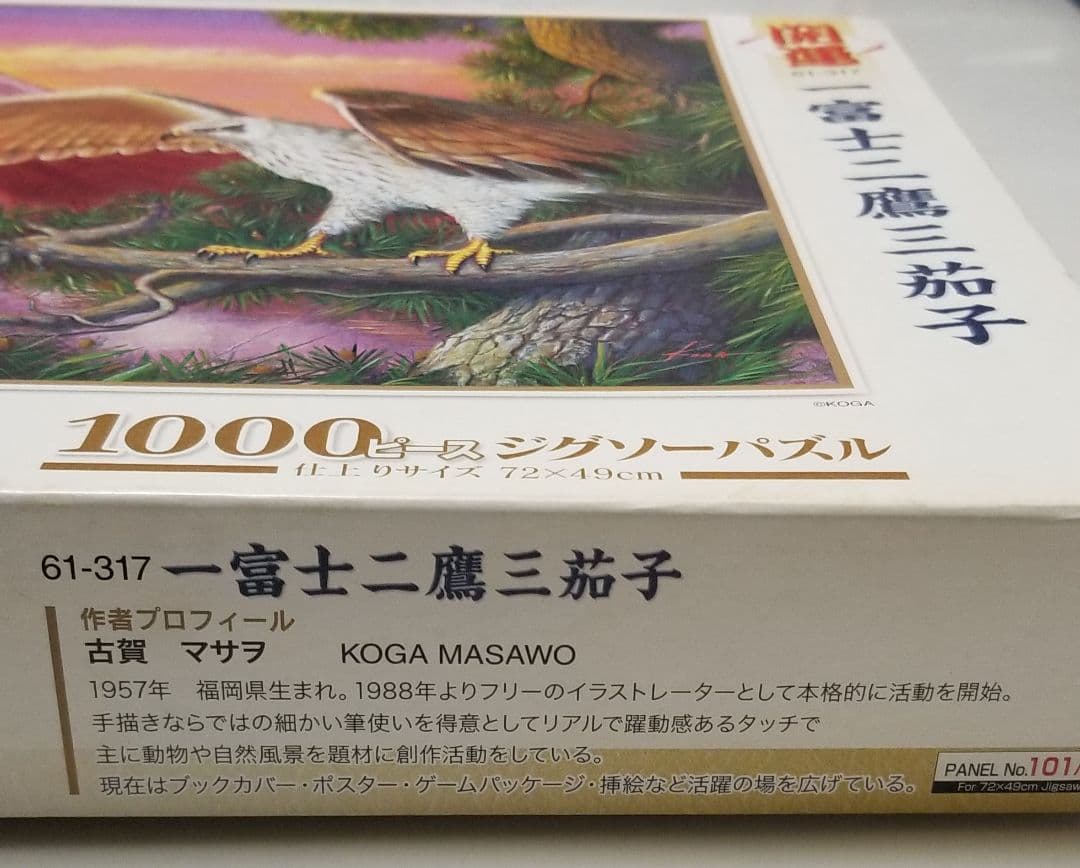 開運
61-317
一富士二鷹三茄子
Koga
©KOGA
1000ピース ジグソーパズル
仕上りサイズ 72×49cm
61-317 一富士二鷹三茄子
作者プロフィール
古賀 マサヲ KOGA MASAWO
1957年 福岡県生まれ。1988年よりフリーのイラストレーターとして本格的に活動を開始。
手描きならではの細かい筆使いを得意としてリアルで躍動感あるタッチで
主に動物や自然風景を題材に創作活動をしている。
現在はブックカバー・ポスター・ゲームパッケージ・挿絵など活躍の場を広げている。
PANEL No.101/
For 72×49cm Jigsaw